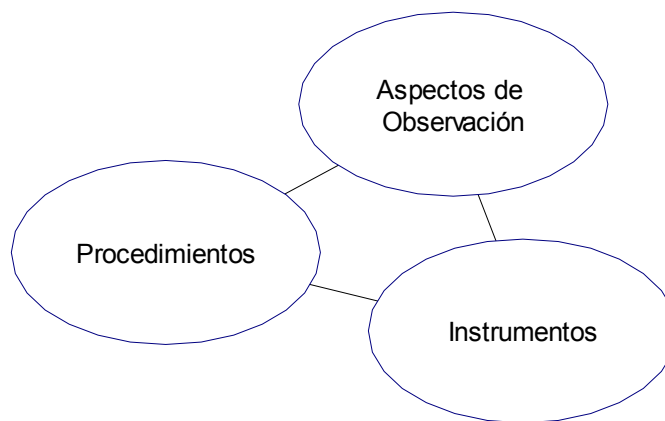 Aspectos de
Observación
Procedimientos
Instrumentos